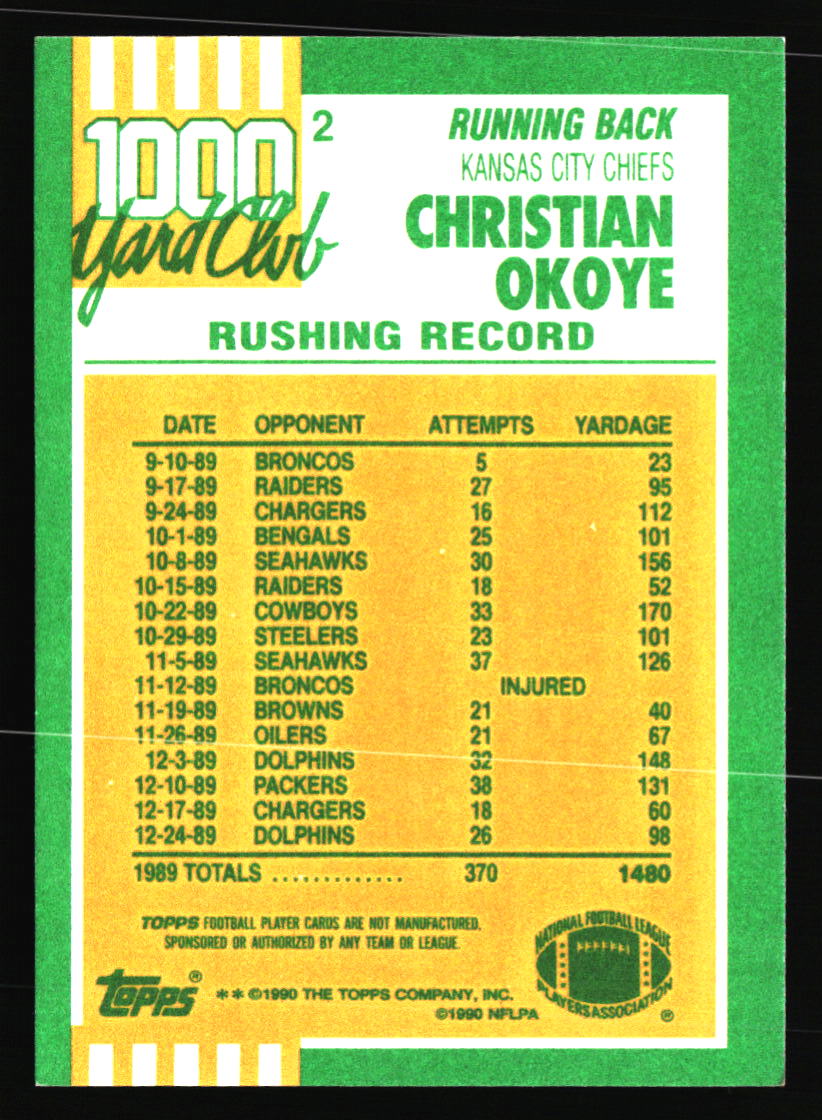 1000
Yard Club
2
RUNNING BACK
KANSAS CITY CHIEFS
CHRISTIAN
OKOYE
RUSHING RECORD
DATE OPPONENT ATTEMPTS YARDAGE
9-10-89 BRONCOS 5 23
9-17-89 RAIDERS 27 95
9-24-89 CHARGERS 16 112
10-1-89 BENGALS 25 101
10-8-89 SEAHAWKS 30 156
10-15-89 RAIDERS 18 52
10-22-89 COWBOYS 33 170
10-29-89 STEELERS 23 101
11-5-89 SEAHAWKS 37 126
11-12-89 BRONCOS INJURED
11-19-89 BROWNS 21 40
11-26-89 OILERS 21 67
12-3-89 DOLPHINS 32 148
12-10-89 PACKERS 38 131
12-17-89 CHARGERS 18 60
12-24-89 DOLPHINS 26 98
1989 TOTALS .............. 370 1480
TOPPS FOOTBALL PLAYER CARDS ARE NOT MANUFACTURED,
SPONSORED OR AUTHORIZED BY ANY TEAM OR LEAGUE.
NATIONAL FOOTBALL LEAGUE
PLAYERS ASSOCIATION ®
topps® **©1990 THE TOPPS COMPANY, INC.
©1990 NFLPA